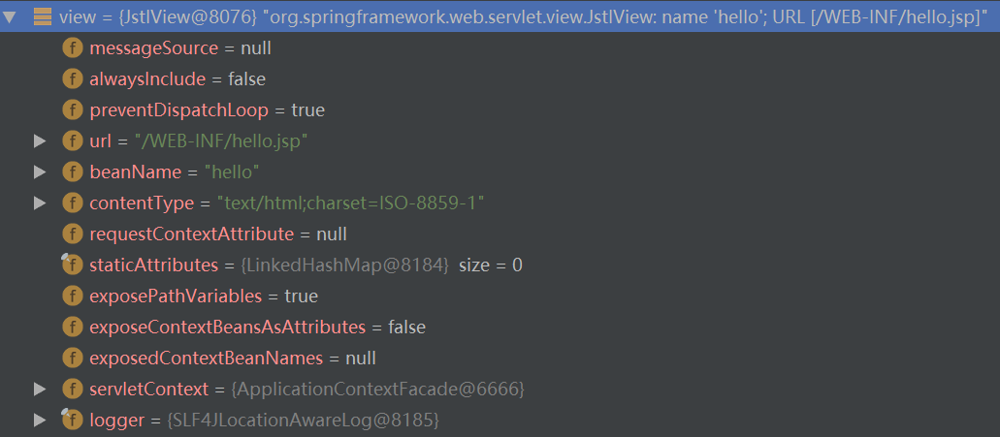 view = {JstlView@8076} "org.springframework.web.servlet.view.JstlView: name 'hello'; URL [/WEB-INF/hello.jsp]"
f messageSource = null
f alwaysInclude = false
f preventDispatchLoop = true
f url = "/WEB-INF/hello.jsp"
f beanName = "hello"
f contentType = "text/html;charset=ISO-8859-1"
f requestContextAttribute = null
f staticAttributes = {LinkedHashMap@8184} size = 0
f exposePathVariables = true
f exposeContextBeansAsAttributes = false
f exposedContextBeanNames = null
f servletContext = {ApplicationContextFacade@6666}
f logger = {SLF4JLocationAwareLog@8185}